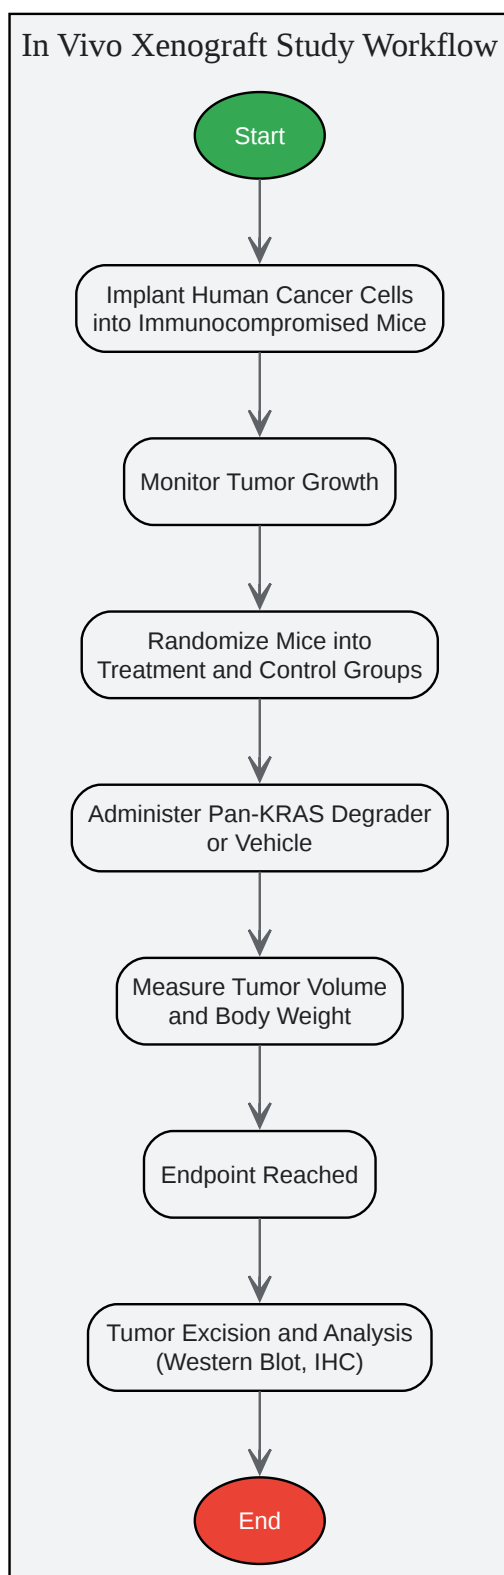 In Vivo Xenograft Study Workflow
Start
Implant Human Cancer Cells
into Immunocompromised Mice
Monitor Tumor Growth
Randomize Mice into
Treatment and Control Groups
Administer Pan-KRAS Degrader
or Vehicle
Measure Tumor Volume
and Body Weight
Endpoint Reached
Tumor Excision and Analysis
(Western Blot, IHC)
End